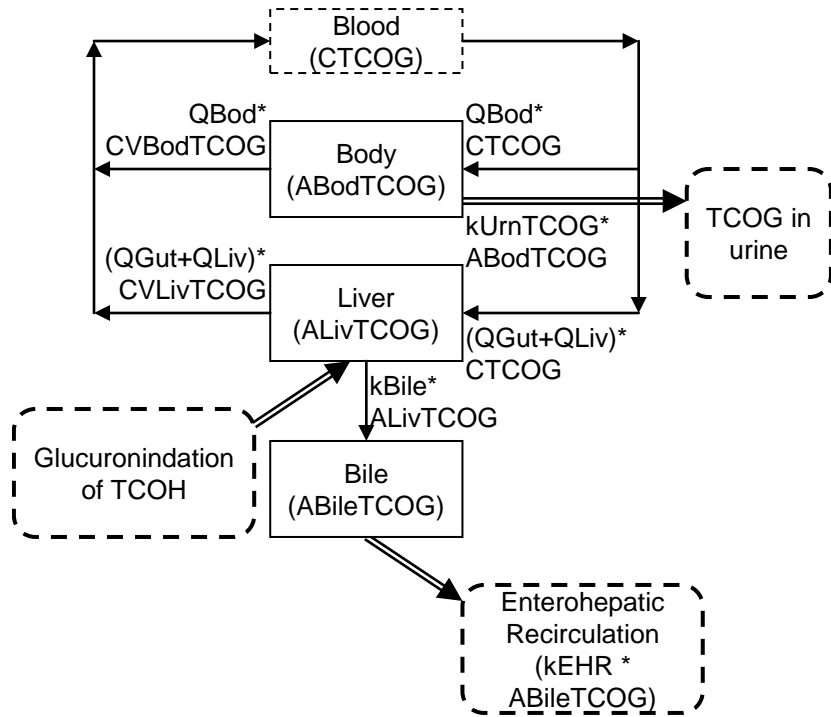 Blood
(CTCOG)
QBod*
CVBodTCOG
QBod*
CTCOG
Body
(ABodTCOG)
kUrnTCOG*
ABodTCOG
TCOG in
urine
(QGut+QLiv)*
CVLivTCOG
Liver
(ALivTCOG)
(QGut+QLiv)*
CTCOG
kBile*
ALivTCOG
Glucuronindation
of TCOH
Bile
(ABileTCOG)
Enterohepatic
Recirculation
(kEHR *
ABileTCOG)